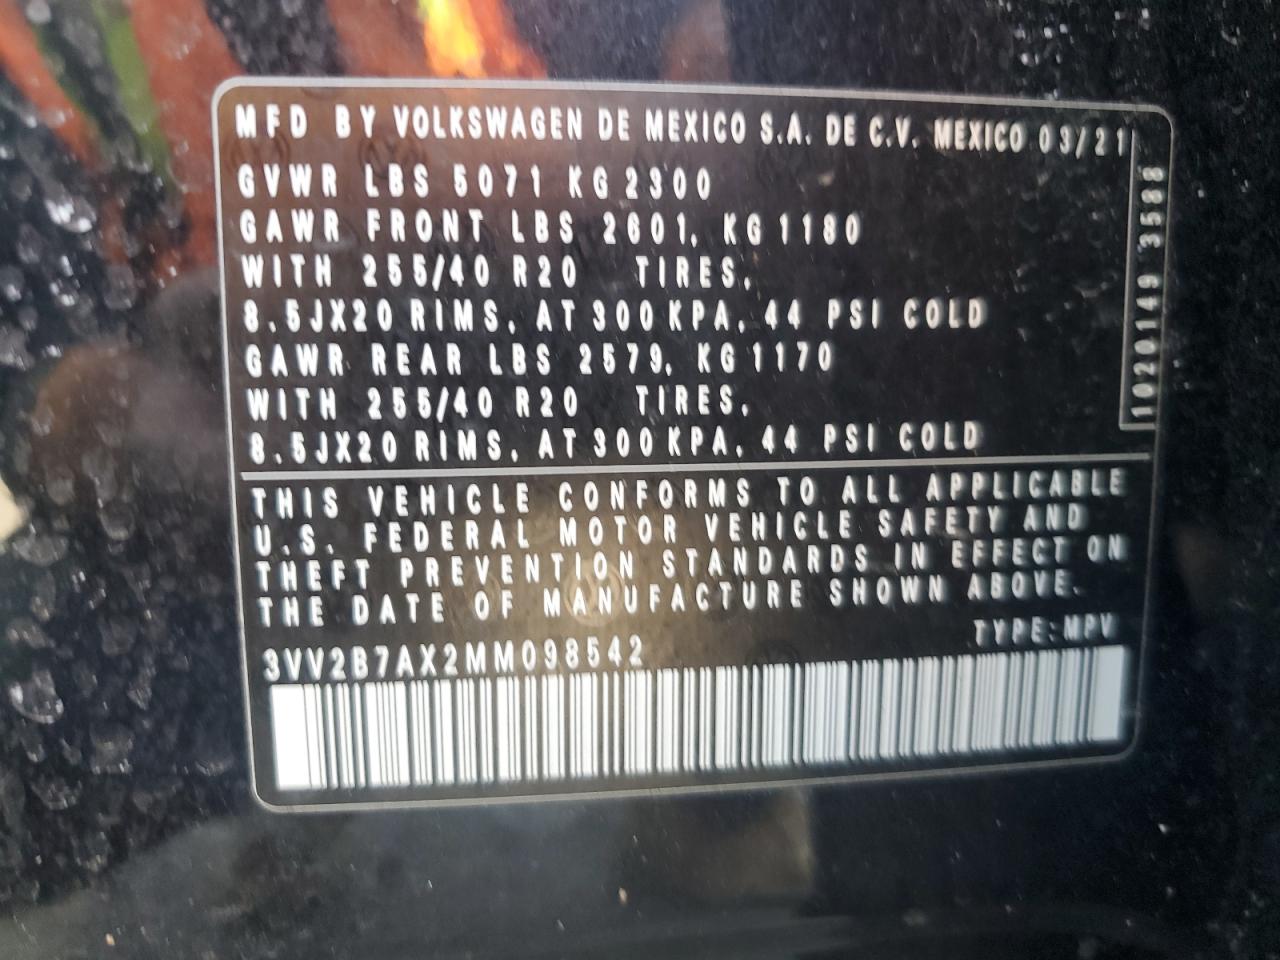 MFD BY VOLKSWAGEN DE MEXICO S.A. DE C.V. MEXICO 03/21
GVWR LBS 5071 KG 2300
GAWR FRONT LBS 2601, KG 1180
WITH 255/40 R20 TIRES,
8.5JX20 RIMS, AT 300 KPA, 44 PSI COLD
GAWR REAR LBS 2579, KG 1170
WITH 255/40 R20 TIRES,
8.5JX20 RIMS, AT 300 KPA, 44 PSI COLD
1020149 3588
THIS VEHICLE CONFORMS TO ALL APPLICABLE
U.S. FEDERAL MOTOR VEHICLE SAFETY AND
THEFT PREVENTION STANDARDS IN EFFECT ON
THE DATE OF MANUFACTURE SHOWN ABOVE.
TYPE:MPV
3VV2B7AX2MM098542